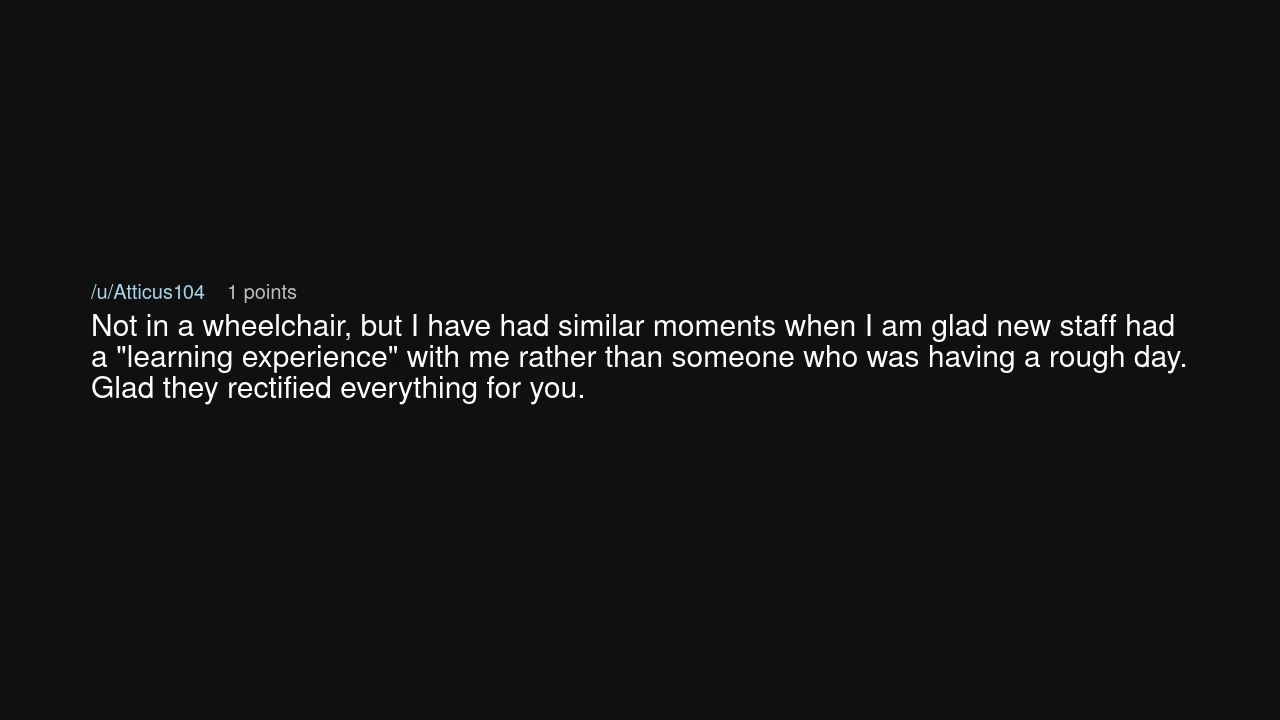 /u/Atticus104 1 points
Not in a wheelchair, but I have had similar moments when I am glad new staff had
a "learning experience" with me rather than someone who was having a rough day.
Glad they rectified everything for you.